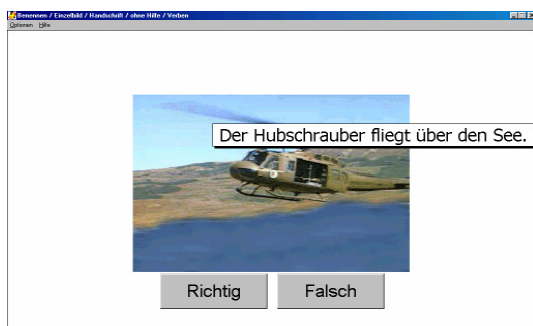 Benennen / Einzelbild / Handschrift / ohne Hilfe / Verben
Optionen Hilfe
Der Hubschrauber fliegt über den See.
Richtig Falsch